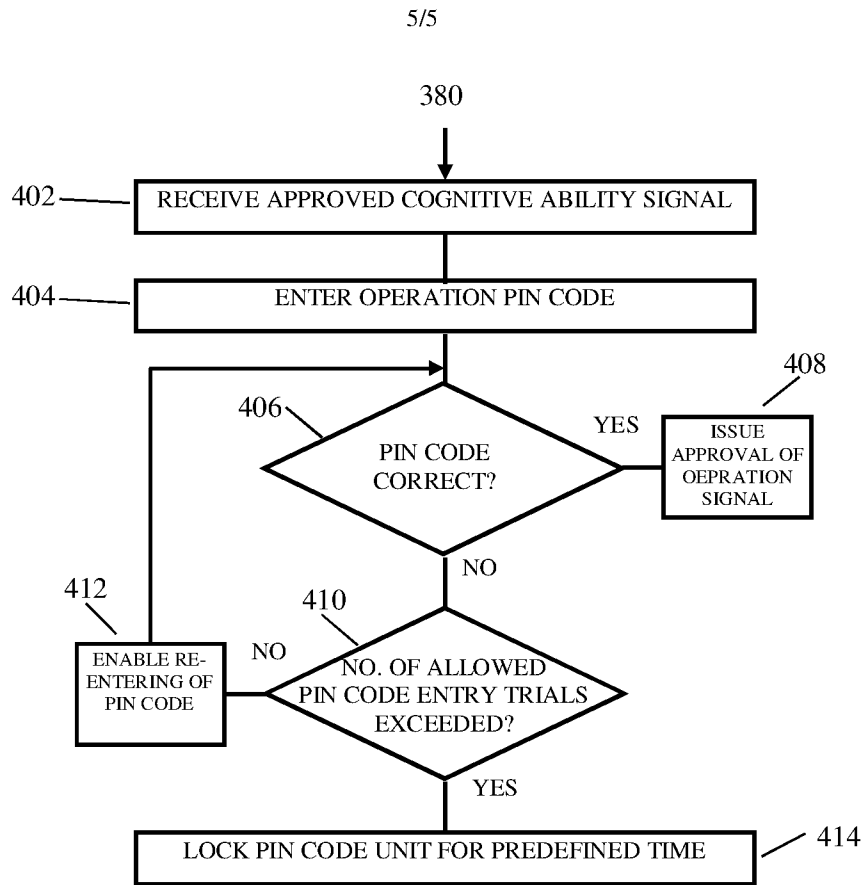 5/5
380
402
RECEIVE APPROVED COGNITIVE ABILITY SIGNAL
404
ENTER OPERATION PIN CODE
406
PIN CODE
CORRECT?
YES
408
ISSUE
APPROVAL OF
OEPRATION
SIGNAL
NO
410
NO. OF ALLOWED
PIN CODE ENTRY TRIALS
EXCEEDED?
NO
412
ENABLE RE-
ENTERING OF
PIN CODE
YES
LOCK PIN CODE UNIT FOR PREDEFINED TIME
414